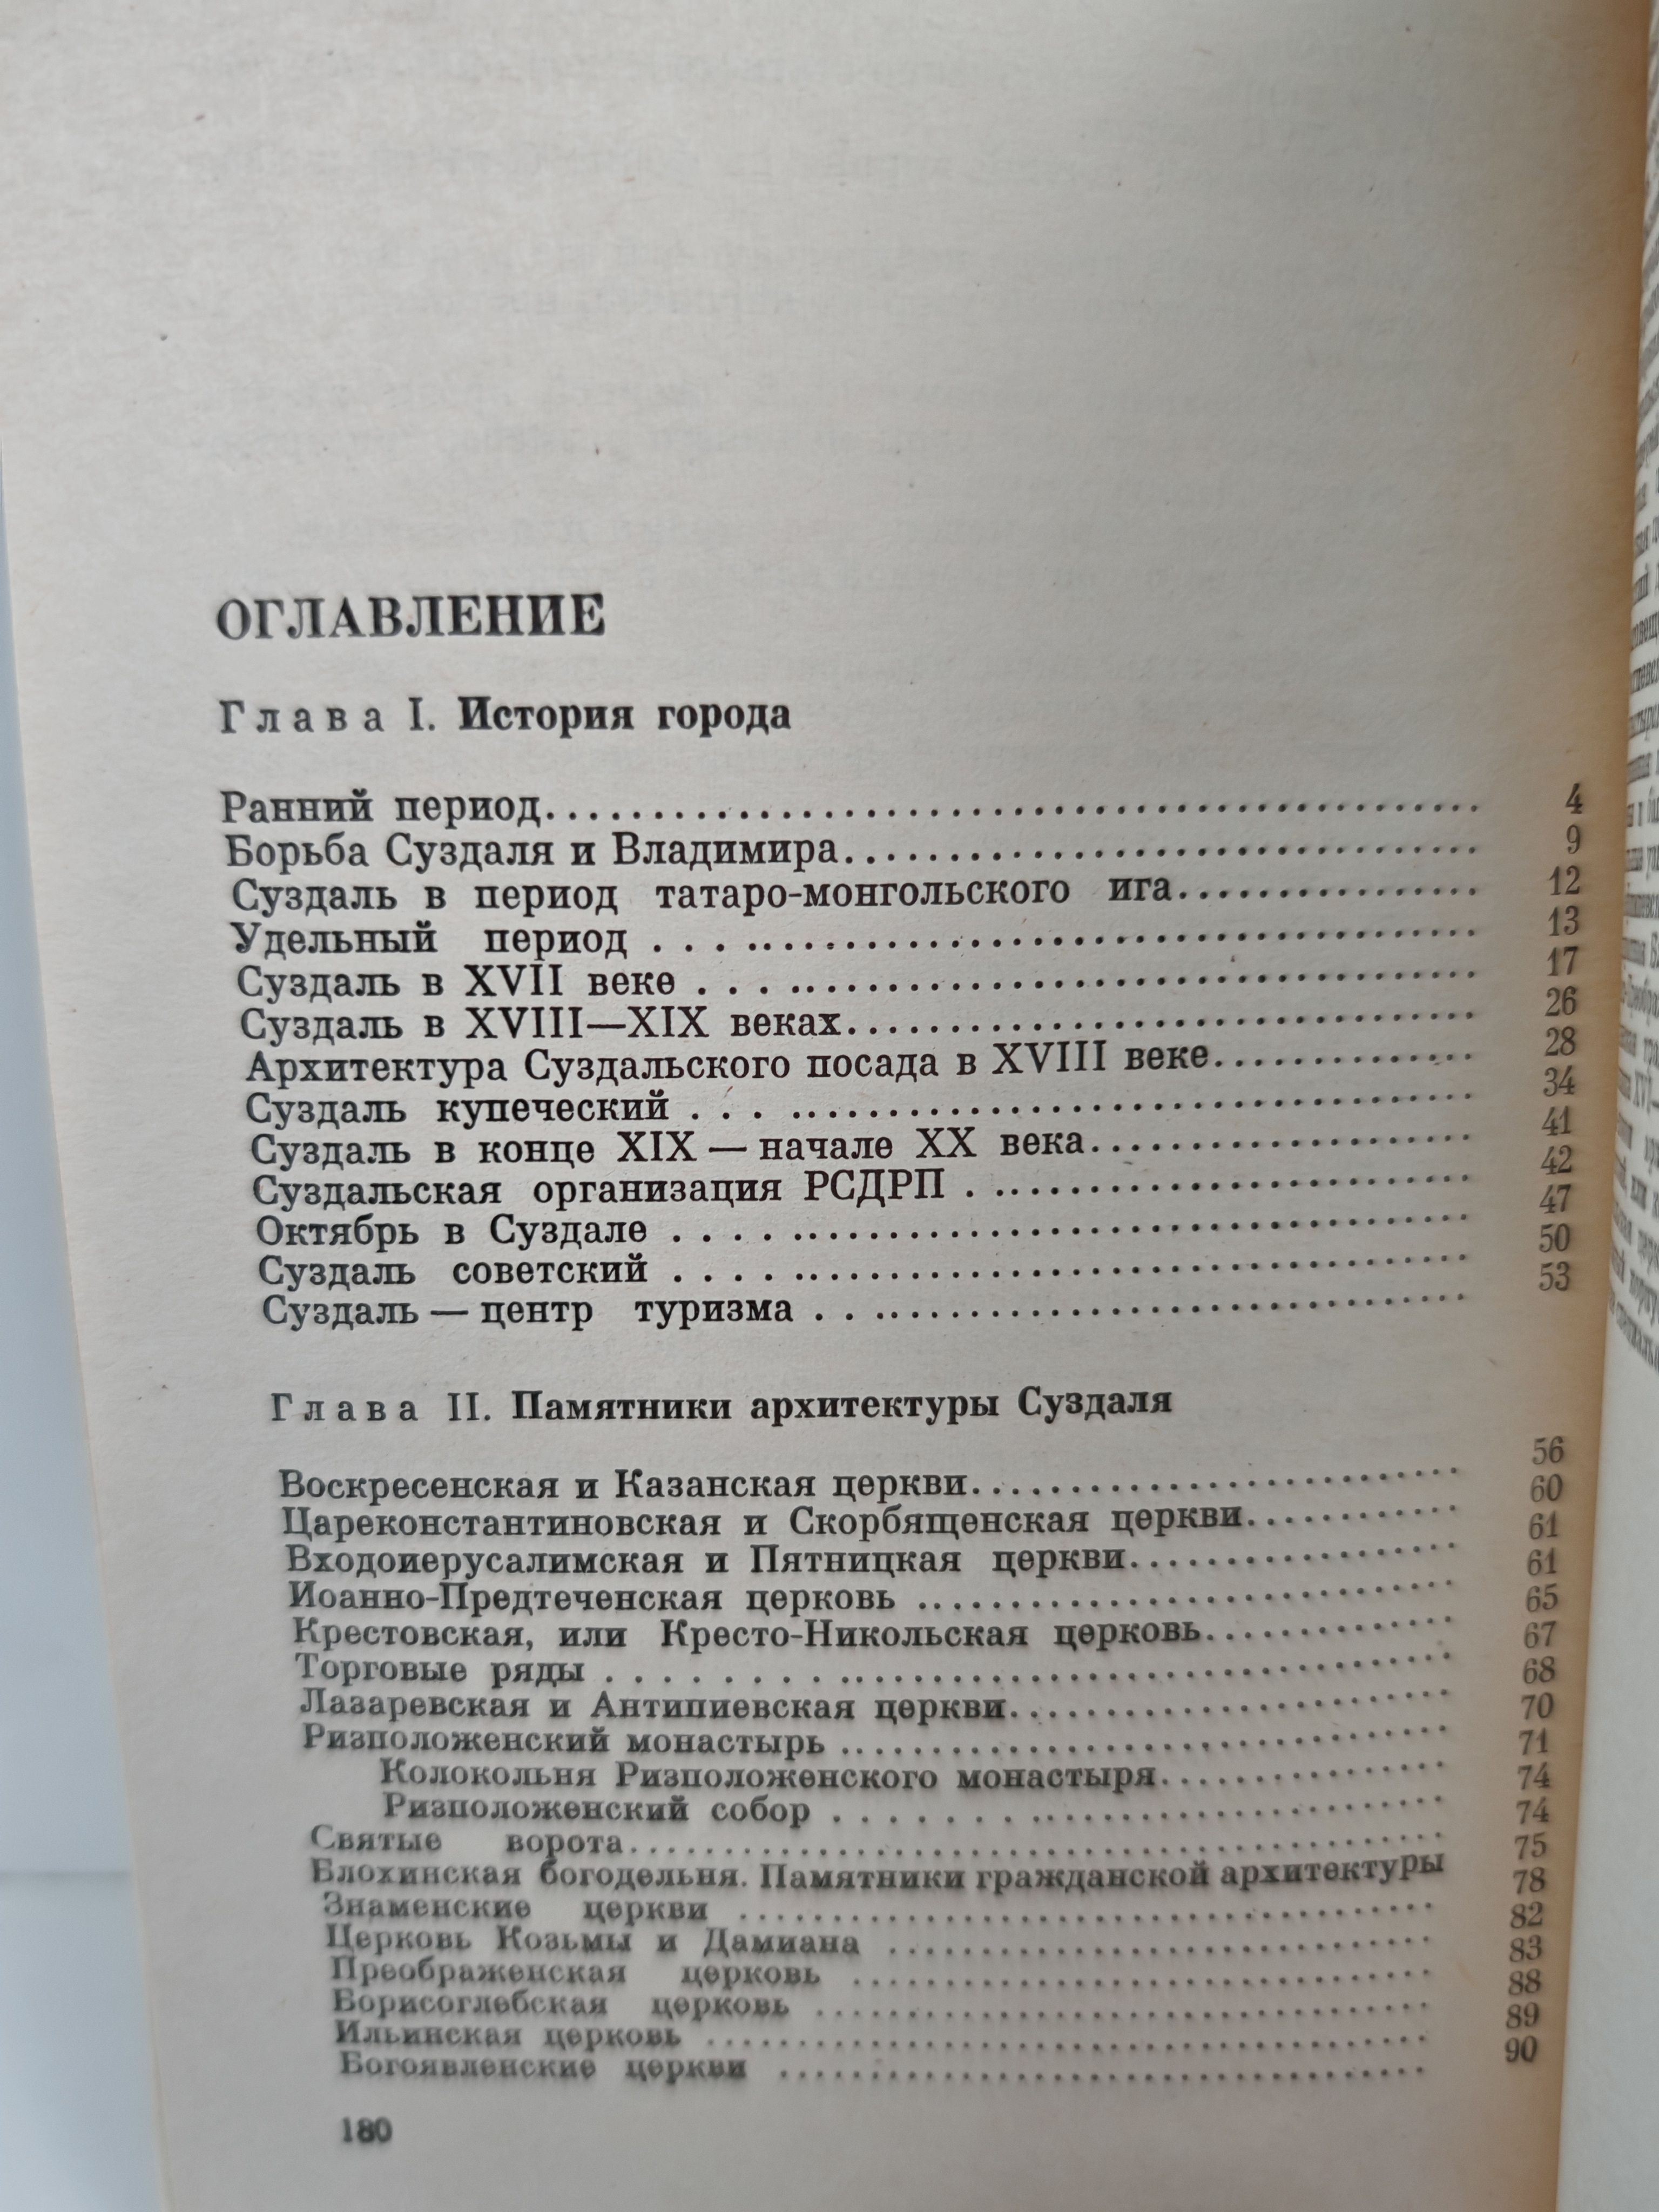 ОГЛАВЛЕНИЕ
Глава I. История города
Ранний период 4
Борьба Суздаля и Владимира 9
Суздаль в период татаро-монгольского ига 12
Удельный период 13
Суздаль в XVII веке 17
Суздаль в XVIII—XIX веках 26
Архитектура Суздальского посада в XVIII веке 28
Суздаль купеческий 34
Суздаль в конце XIX — начале XX века 41
Суздальская организация РСДРП 42
Октябрь в Суздале 47
Суздаль советский 50
Суздаль — центр туризма 53
Глава II. Памятники архитектуры Суздаля
Воскресенская и Казанская церкви 56
Цареконстантиновская и Скорбященская церкви 60
Входоиерусалимская и Пятницкая церкви 61
Иоанно-Предтеченская церковь 61
Крестовская, или Кресто-Никольская церковь 65
Торговые ряды 67
Лазаревская и Антипиевская церкви 68
Ризположенский монастырь 70
Колокольня Ризположенского монастыря 71
Ризположенский собор 74
Святые ворота 74
Блохинская богодельня. Памятники гражданской архитектуры 75
Знаменские церкви 78
Церковь Козьмы и Дамиана 82
Преображенская церковь 83
Борисоглебская церковь 88
Ильинская церковь 89
Богоявленские церкви 90
180